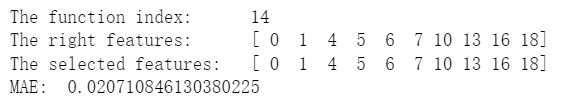 The function index: 14
The right features: [ 0 1 4 5 6 7 10 13 16 18]
The selected features: [ 0 1 4 5 6 7 10 13 16 18]
MAE: 0.020710846130380225